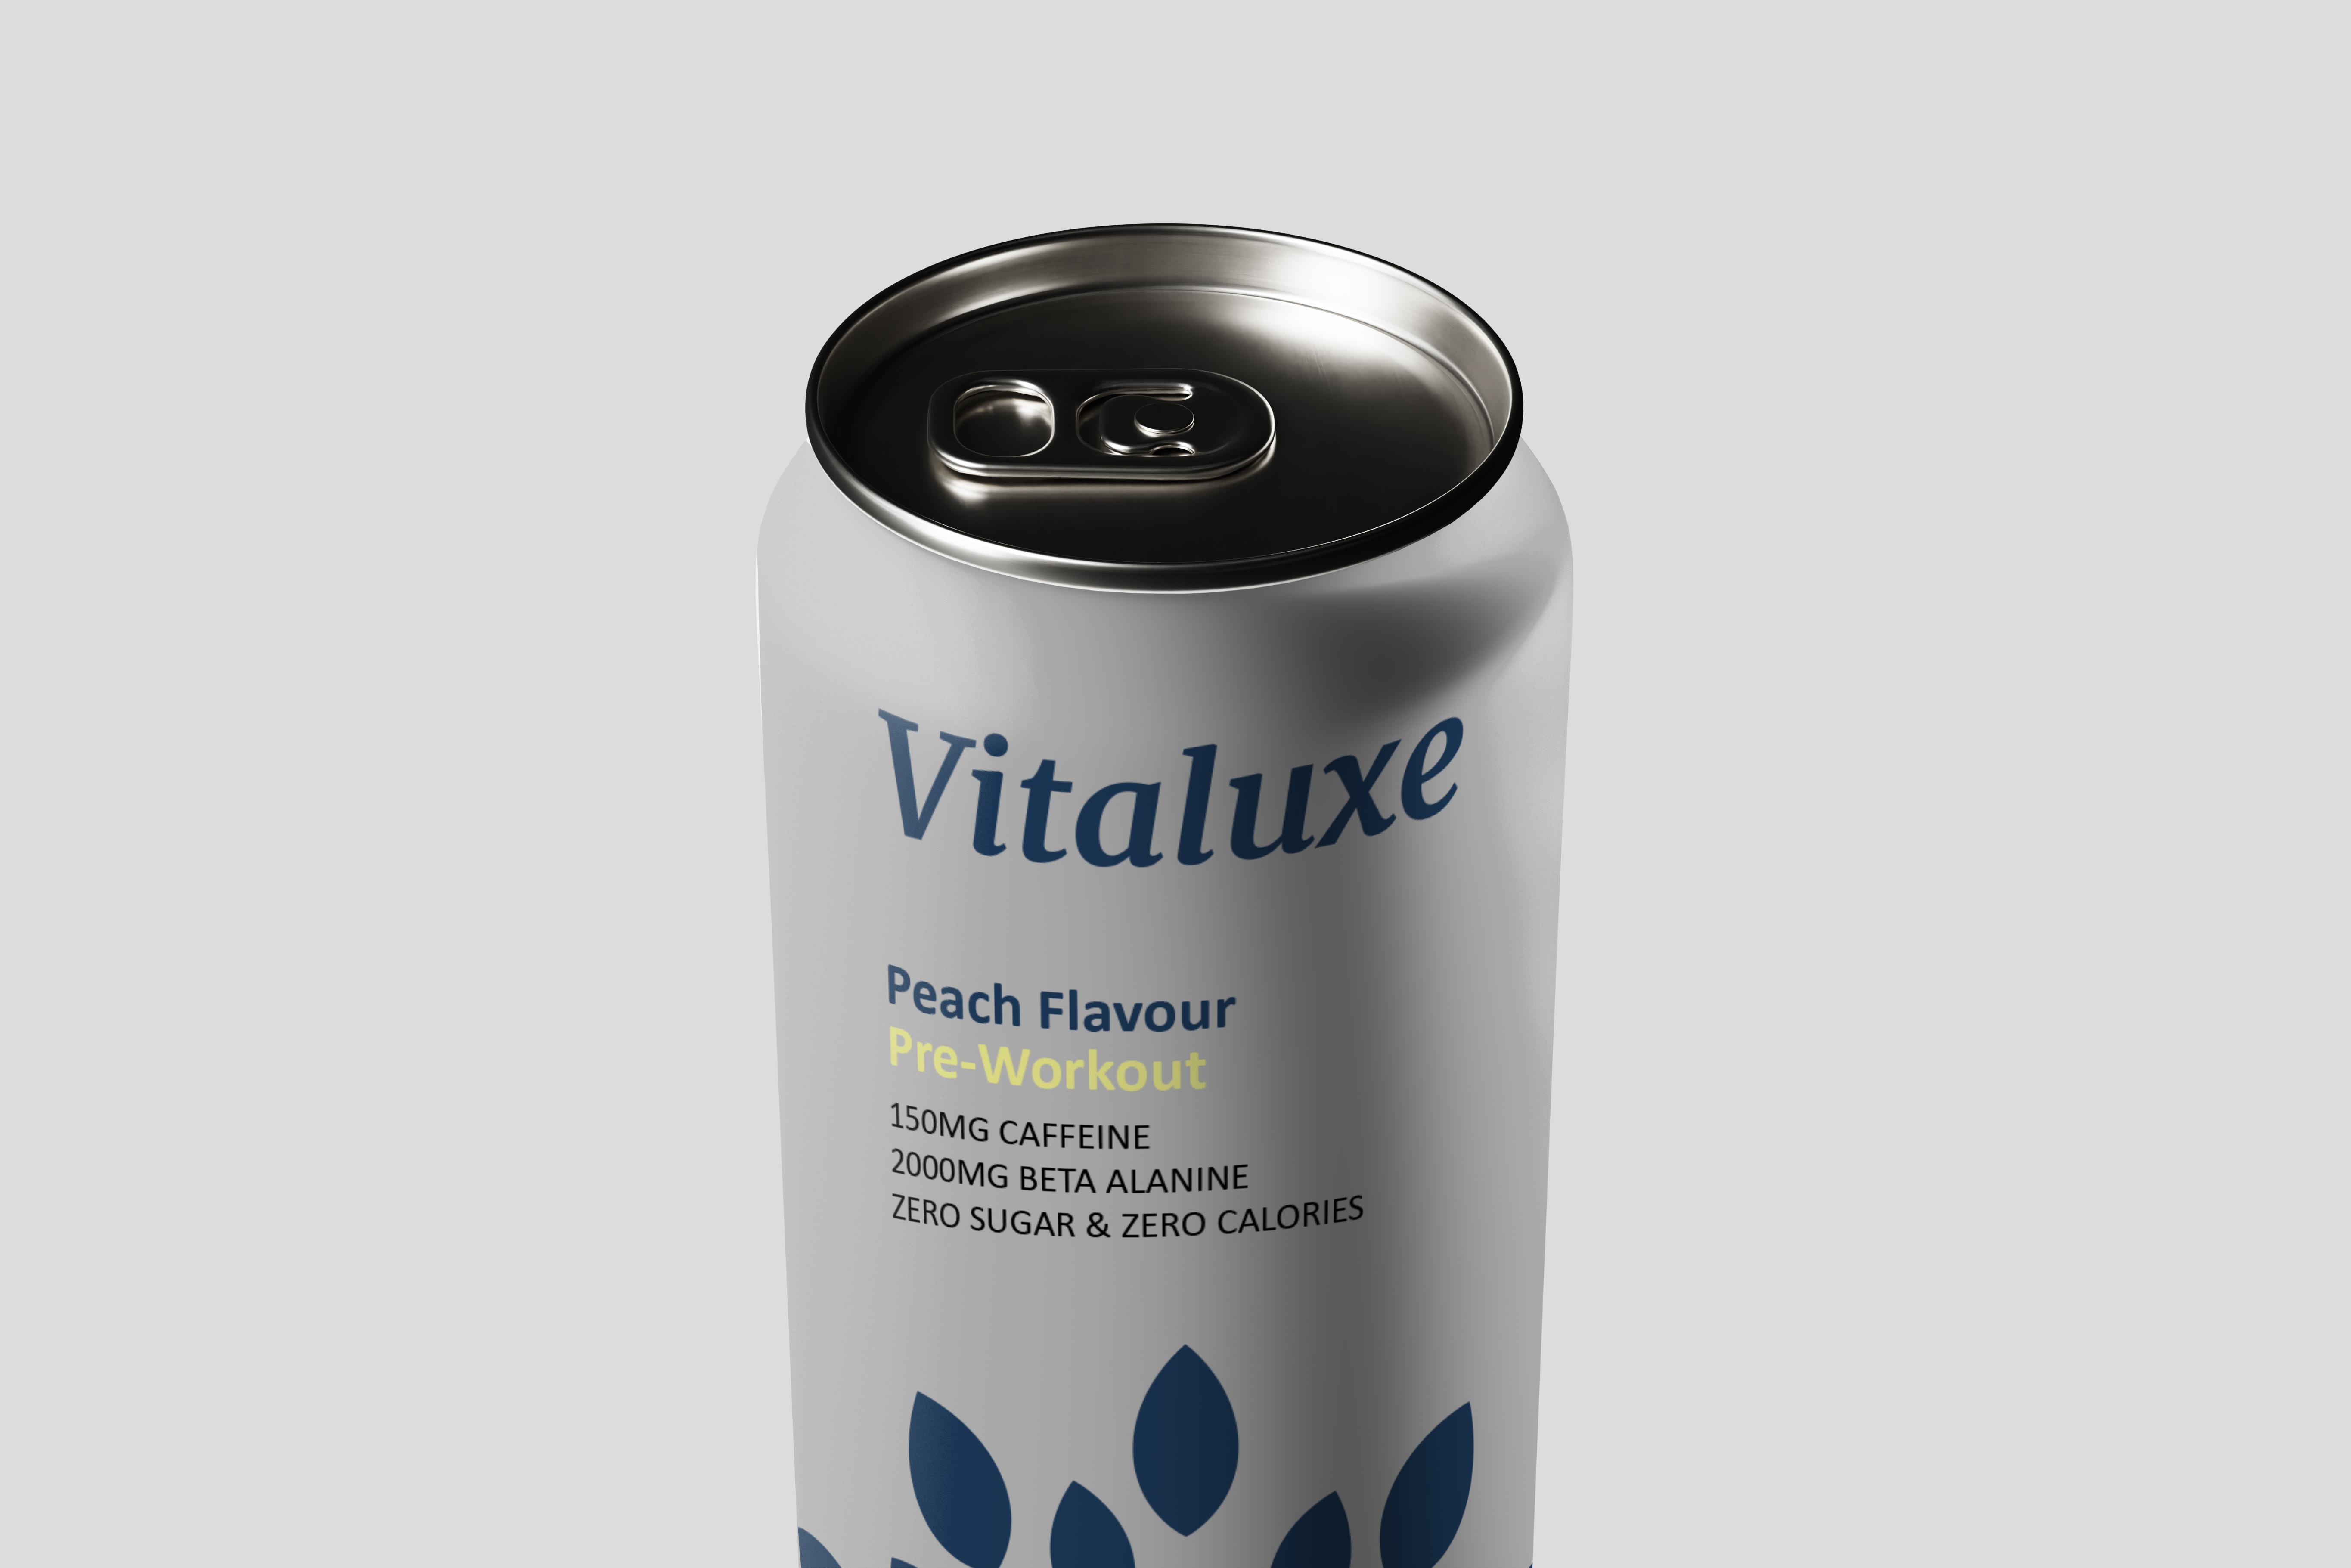 Vitaluxe
Peach Flavour
Pre-Workout
150MG CAFFEINE
2000MG BETA ALANINE
ZERO SUGAR & ZERO CALORIES